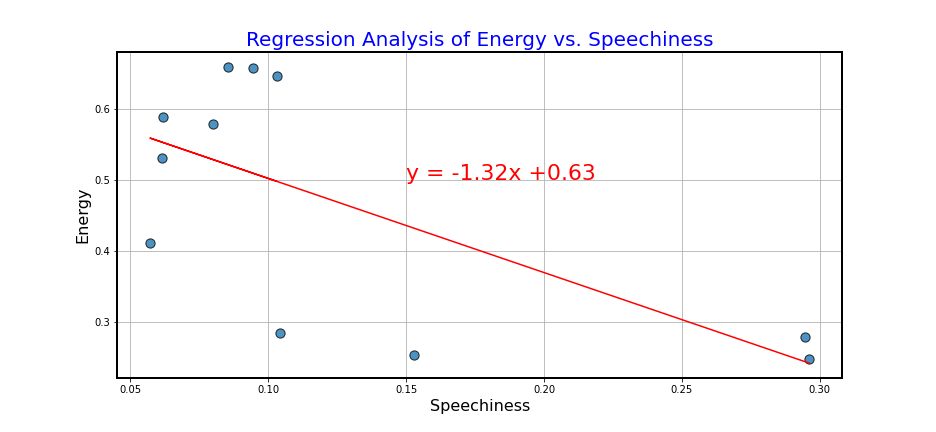 Regression Analysis of Energy vs. Speechiness
0.6
0.5
0.4
0.3
Energy
y = -1.32x +0.63
0.05 0.10 0.15 0.20 0.25 0.30
Speechiness